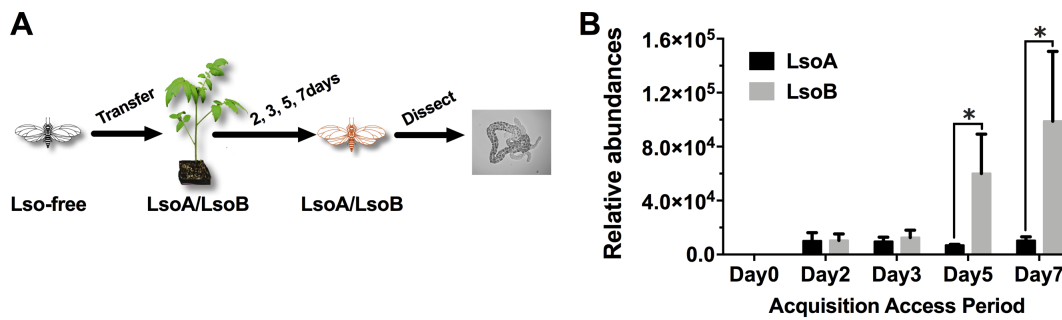 A
Transfer
2, 3, 5, 7days
Dissect
Lso-free
LsoA/LsoB
LsoA/LsoB
B
Relative abundances
1.6×10⁵
1.2×10⁵
8.0×10⁴
4.0×10⁴
0.0
LsoA
LsoB
*
*
Day0
Day2
Day3
Day5
Day7
Acquisition Access Period